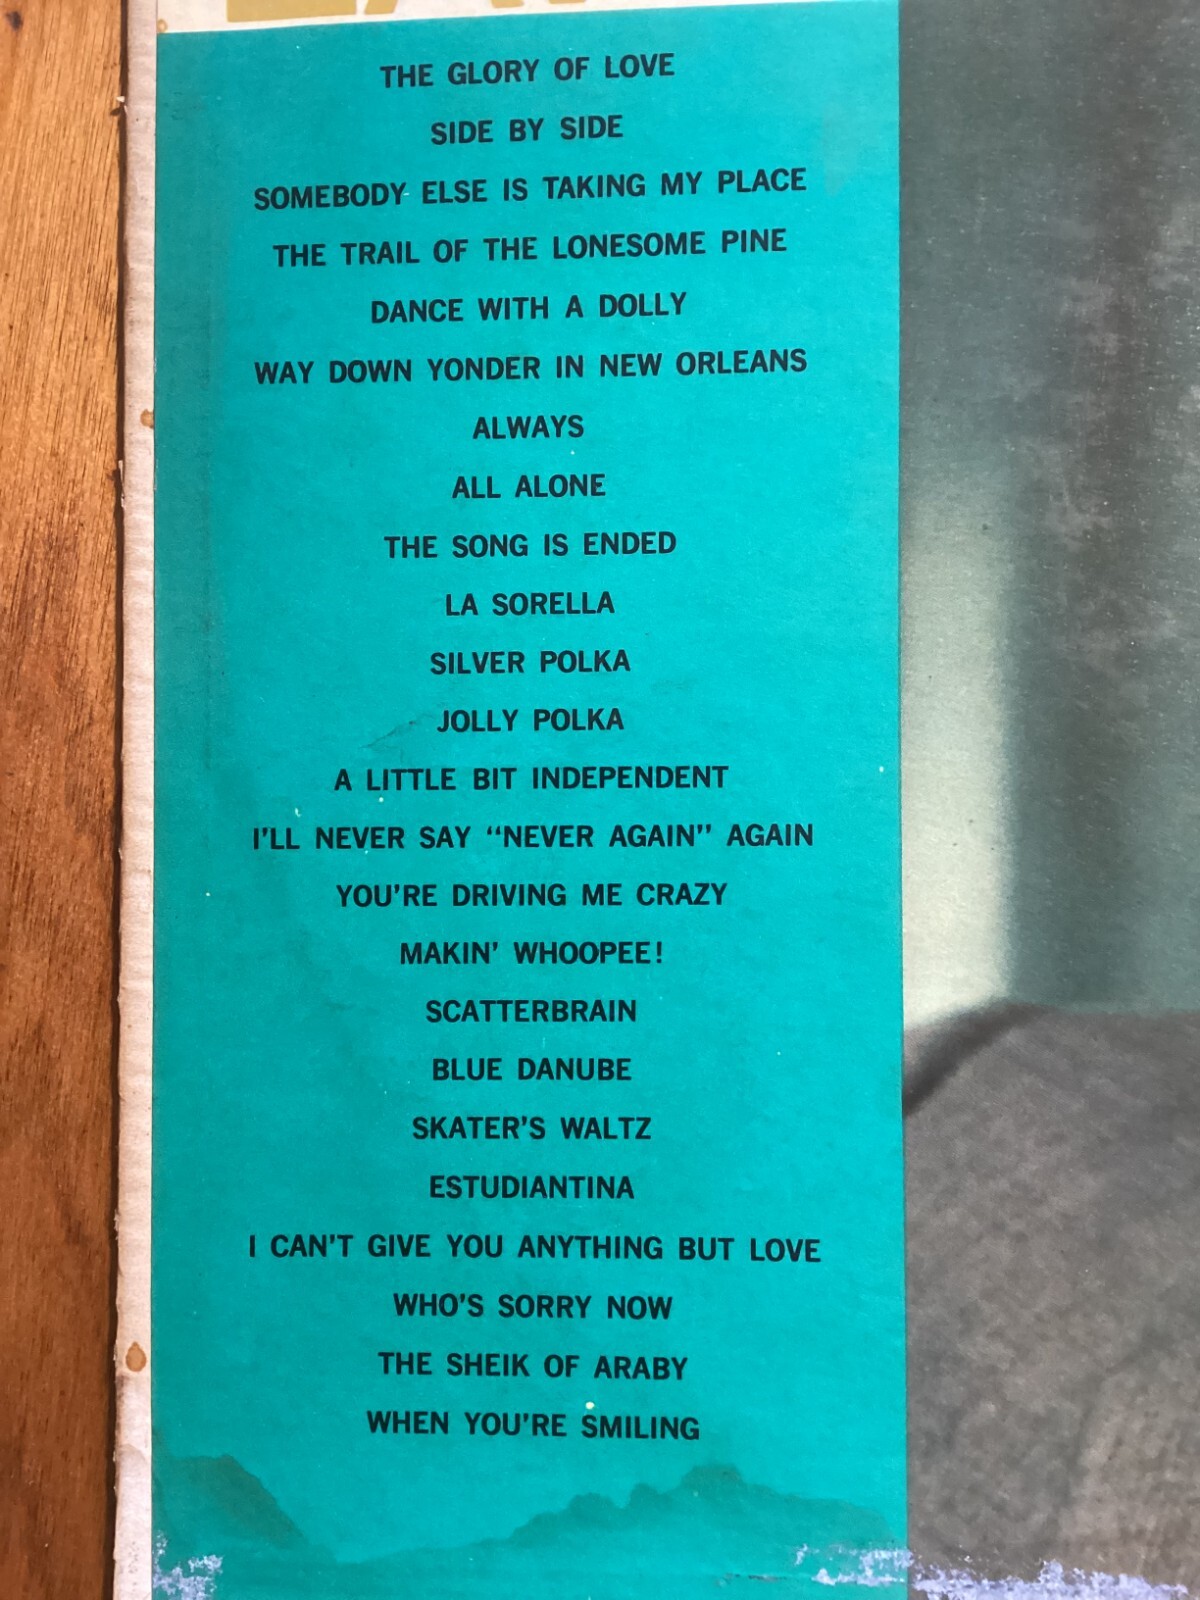 THE GLORY OF LOVE
SIDE BY SIDE
SOMEBODY ELSE IS TAKING MY PLACE
THE TRAIL OF THE LONESOME PINE
DANCE WITH A DOLLY
WAY DOWN YONDER IN NEW ORLEANS
ALWAYS
ALL ALONE
THE SONG IS ENDED
LA SORELLA
SILVER POLKA
JOLLY POLKA
A LITTLE BIT INDEPENDENT
I'LL NEVER SAY “NEVER AGAIN” AGAIN
YOU'RE DRIVING ME CRAZY
MAKIN' WHOOPEE!
SCATTERBRAIN
BLUE DANUBE
SKATER'S WALTZ
ESTUDIANTINA
I CAN'T GIVE YOU ANYTHING BUT LOVE
WHO'S SORRY NOW
THE SHEIK OF ARABY
WHEN YOU'RE SMILING